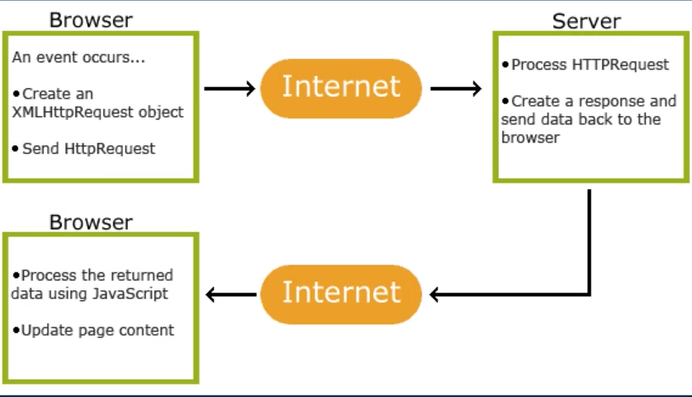 Browser
An event occurs...
•Create an
XMLHttpRequest object
• Send HttpRequest
Internet
Server
•Process HTTPRequest
•Create a response and
send data back to the
browser
Browser
•Process the returned
data using JavaScript
•Update page content
Internet